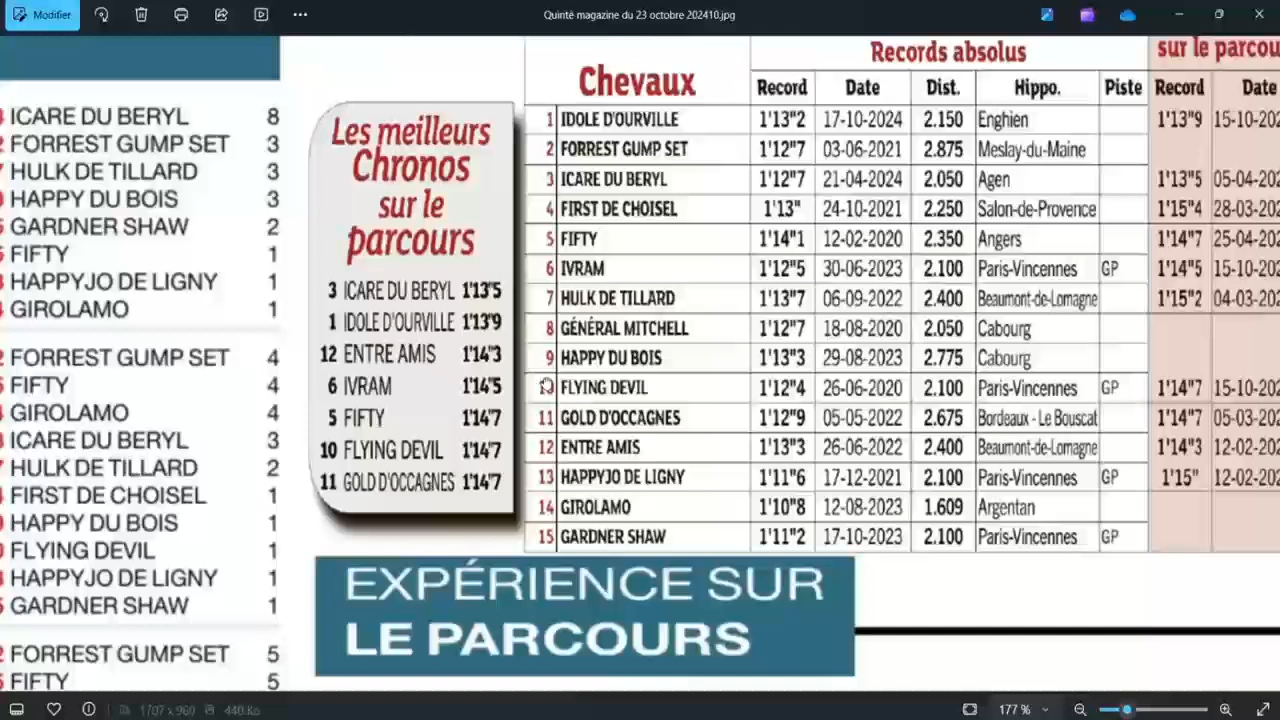 Modifier
Quinté magazine du 23 octobre 202410.jpg
ICARE DU BERYL 8
FORREST GUMP SET 3
HULK DE TILLARD 3
HAPPY DU BOIS 3
GARDNER SHAW 2
FIFTY 1
HAPPYJO DE LIGNY 1
GIROLAMO 1
FORREST GUMP SET 4
FIFTY 4
GIROLAMO 4
ICARE DU BERYL 3
HULK DE TILLARD 2
FIRST DE CHOISEL 1
HAPPY DU BOIS 1
FLYING DEVIL 1
HAPPYJO DE LIGNY 1
GARDNER SHAW 1
FORREST GUMP SET 5
FIFTY 5
Les meilleurs
Chronos
sur le
parcours
3 ICARE DU BERYL 1'13"5
1 IDOLE D'OURVILLE 1'13"9
12 ENTRE AMIS 1'14"3
6 IVRAM 1'14"5
5 FIFTY 1'14"7
10 FLYING DEVIL 1'14"7
11 GOLD D'OCCAGNES 1'14"7
Records absolus sur le parcou
Chevaux Record Date Dist. Hippo. Piste Record Date
1 IDOLE D'OURVILLE 1'13"2 17-10-2024 2.150 Enghien 1'13"9 15-10-202
2 FORREST GUMP SET 1'12"7 03-06-2021 2.875 Meslay-du-Maine
3 ICARE DU BERYL 1'12"7 21-04-2024 2.050 Agen 1'13"5 05-04-202
4 FIRST DE CHOISEL 1'13" 24-10-2021 2.250 Salon-de-Provence 1'15"4 28-03-202
5 FIFTY 1'14"1 12-02-2020 2.350 Angers 1'14"7 25-04-202
6 IVRAM 1'12"5 30-06-2023 2.100 Paris-Vincennes GP 1'14"5 15-10-202
7 HULK DE TILLARD 1'13"7 06-09-2022 2.400 Beaumont-de-Lomagne 1'15"2 04-03-202
8 GÉNÉRAL MITCHELL 1'12"7 18-08-2020 2.050 Cabourg
9 HAPPY DU BOIS 1'13"3 29-08-2023 2.775 Cabourg
FLYING DEVIL 1'12"4 26-06-2020 2.100 Paris-Vincennes GP 1'14"7 15-10-202
11 GOLD D'OCCAGNES 1'12"9 05-05-2022 2.675 Bordeaux - Le Bouscat 1'14"7 05-03-202
12 ENTRE AMIS 1'13"3 26-06-2022 2.400 Beaumont-de-Lomagne 1'14"3 12-02-202
13 HAPPYJO DE LIGNY 1'11"6 17-12-2021 2.100 Paris-Vincennes GP 1'15" 12-02-202
14 GIROLAMO 1'10"8 12-08-2023 1.609 Argentan
15 GARDNER SHAW 1'11"2 17-10-2023 2.100 Paris-Vincennes GP
EXPÉRIENCE SUR
LE PARCOURS
1707 x 960 440 Ko 177 %